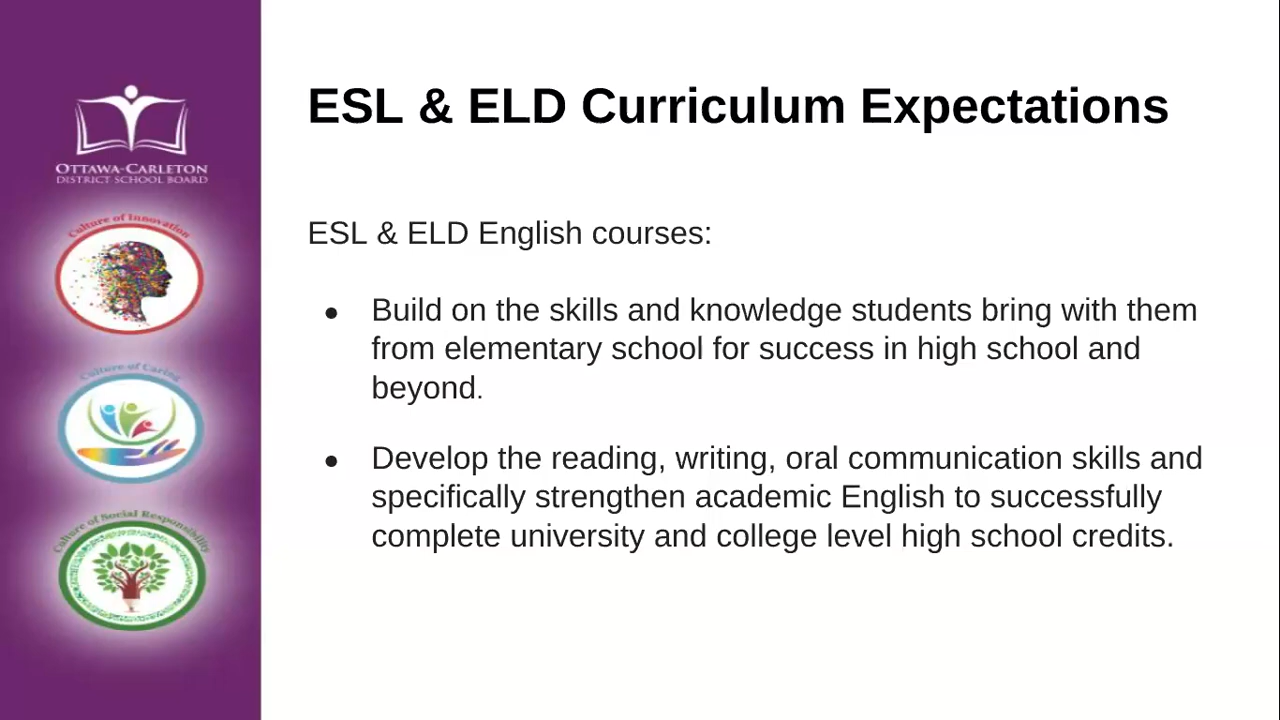 OTTAWA-CARLETON
DISTRICT SCHOOL BOARD
Culture of Innovation
Culture of Caring
Culture of Social Responsibility
ESL & ELD Curriculum Expectations
ESL & ELD English courses:
● Build on the skills and knowledge students bring with them
from elementary school for success in high school and
beyond.
● Develop the reading, writing, oral communication skills and
specifically strengthen academic English to successfully
complete university and college level high school credits.